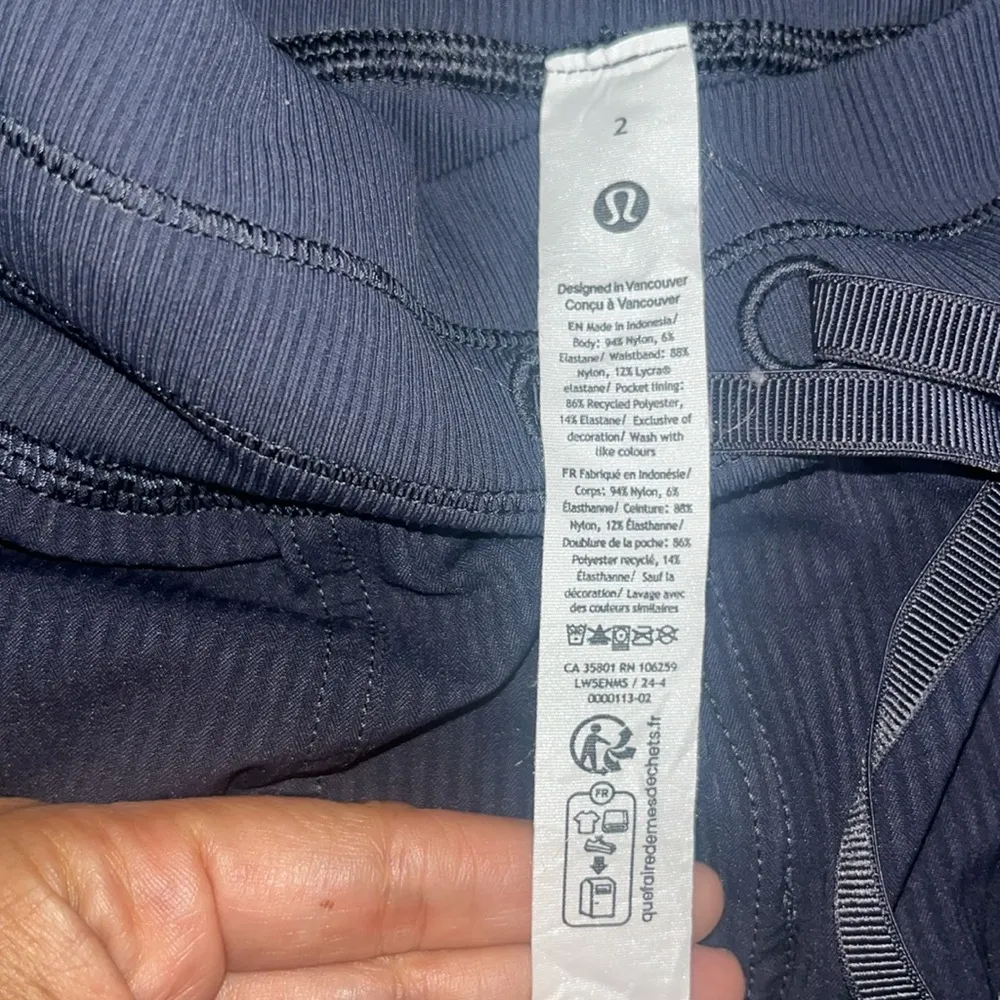 2
Designed in Vancouver
Conçu à Vancouver
EN Made in Indonesia/
Body: 94% Nylon, 6%
Elastane/ Waistband: 88%
Nylon, 12% Lycra®
elastane/ Pocket lining:
86% Recycled Polyester,
14% Elastane/ Exclusive of
decoration/ Wash with
like colours
FR Fabriqué en Indonésie/
Corps: 94% Nylon, 6%
Élasthanne/ Ceinture: 88%
Nylon, 12% Élasthanne/
Doublure de la poche: 86%
Polyester recyclé, 14%
Élasthanne/ Sauf la
décoration/ Lavage avec
des couleurs similaires
CA 35801 RN 106259
LW5ENMS / 24-4
0000113-02
FR
quefairedemesdechets.fr